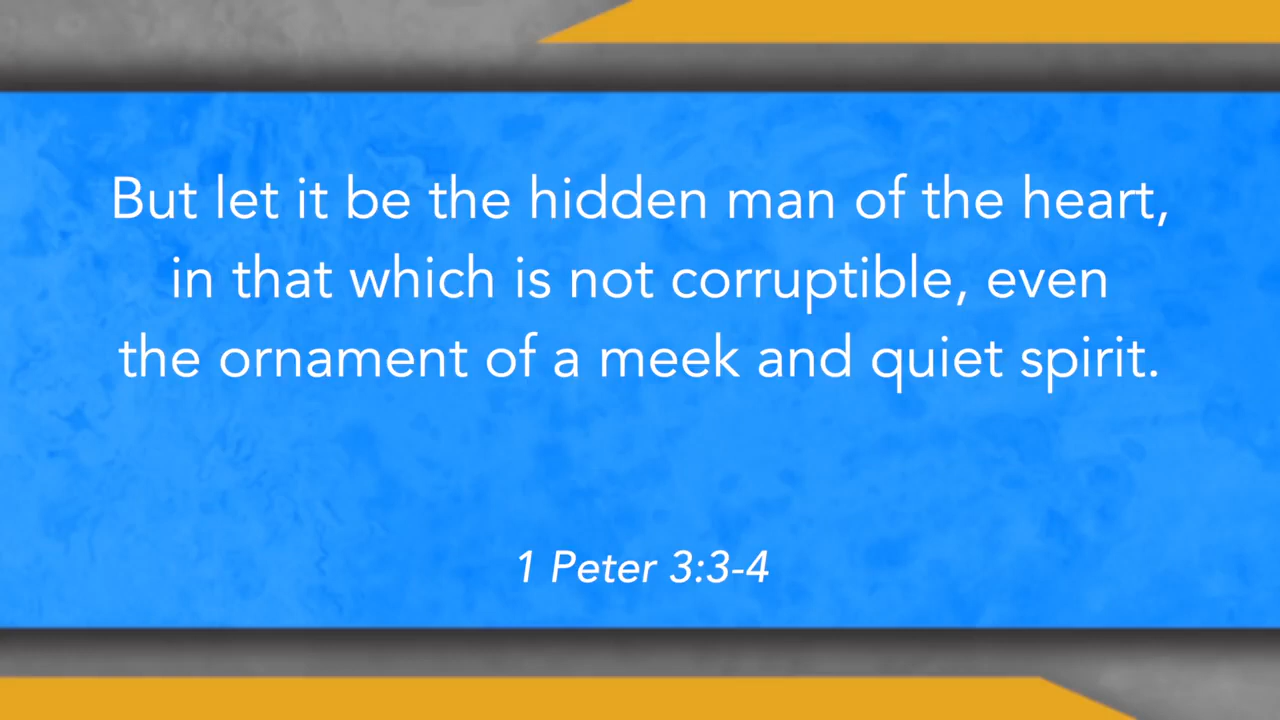 But let it be the hidden man of the heart,
in that which is not corruptible, even
the ornament of a meek and quiet spirit.
1 Peter 3:3-4